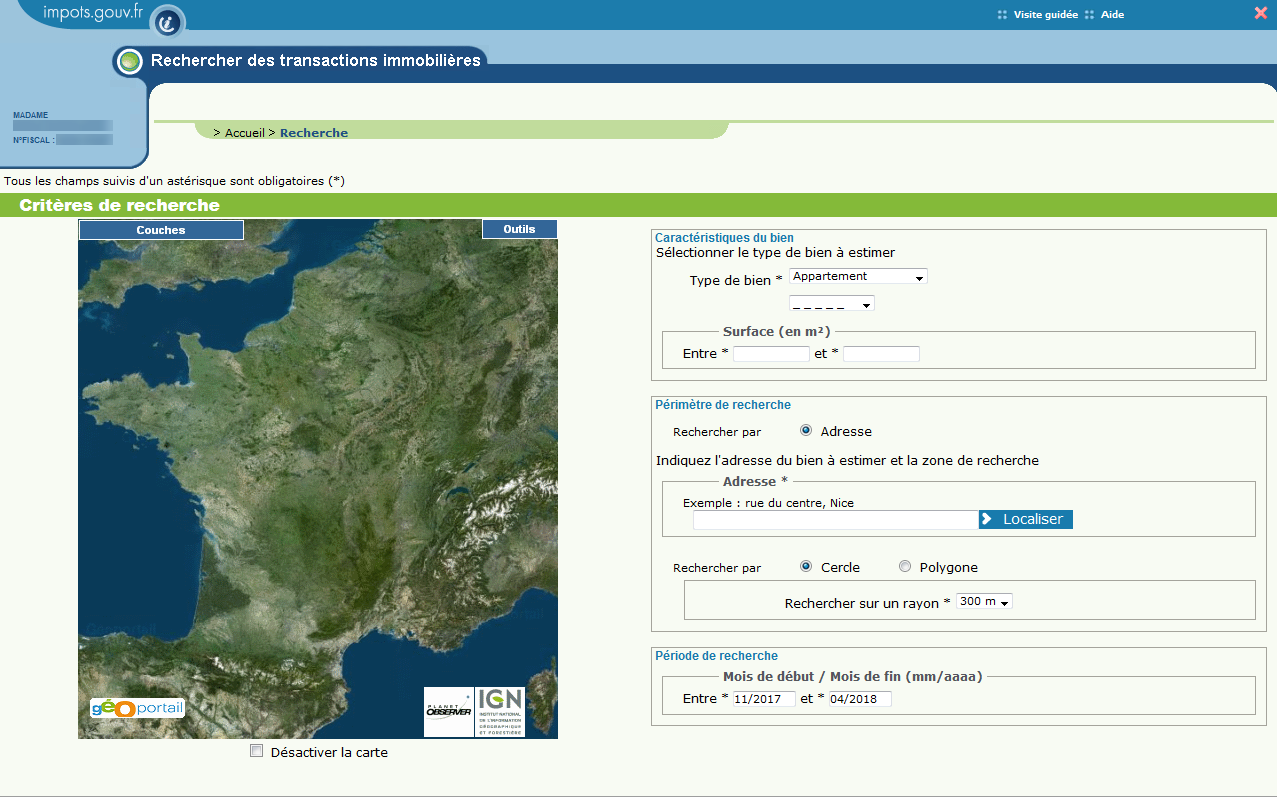 impots.gouv.fr
Visite guidée
Aide
Rechercher des transactions immobilières
MADAME
N°FISCAL :
> Accueil > Recherche
Tous les champs suivis d'un astérisque sont obligatoires (*)
Critères de recherche
Couches
Outils
géoportail
PLANET OBSERVER
IGN
INSTITUT NATIONAL
DE L'INFORMATION
GÉOGRAPHIQUE
ET FORESTIÈRE
Désactiver la carte
Caractéristiques du bien
Sélectionner le type de bien à estimer
Type de bien * Appartement
_ _ _ _ _
Surface (en m²)
Entre * et *
Périmètre de recherche
Rechercher par Adresse
Indiquez l'adresse du bien à estimer et la zone de recherche
Adresse *
Exemple : rue du centre, Nice
Localiser
Rechercher par Cercle Polygone
Rechercher sur un rayon * 300 m
Période de recherche
Mois de début / Mois de fin (mm/aaaa)
Entre * 11/2017 et * 04/2018